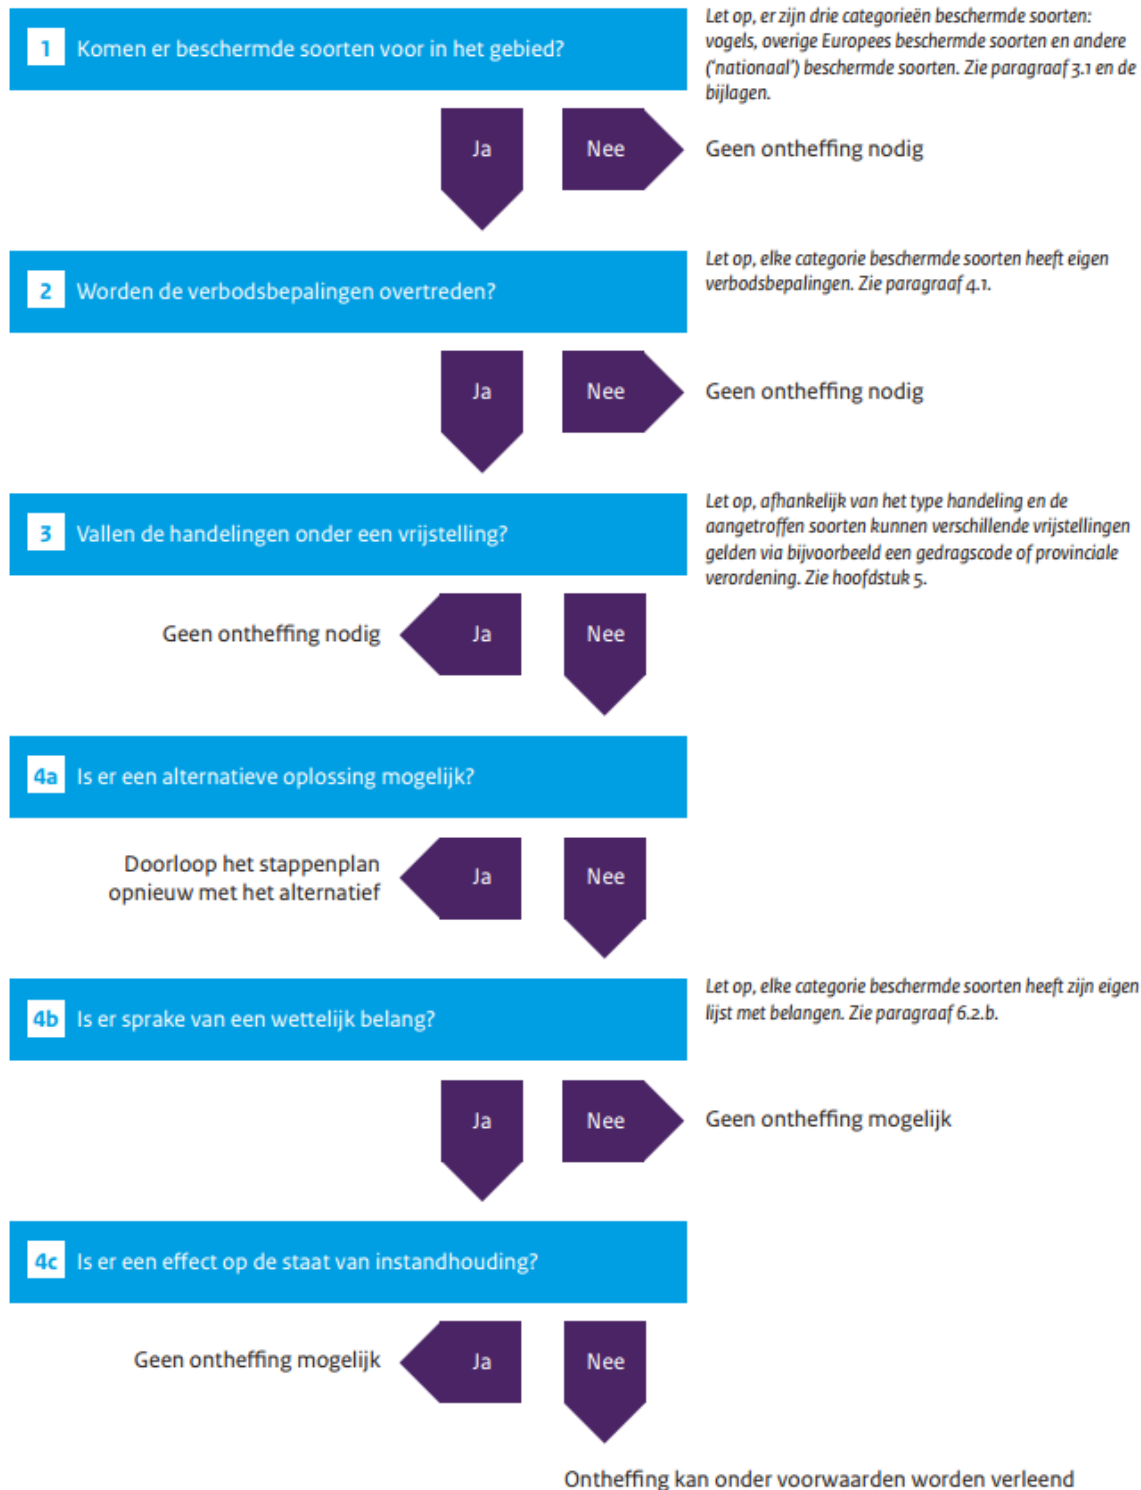 1 Komen er beschermde soorten voor in het gebied?
Let op, er zijn drie categorieën beschermde soorten:
vogels, overige Europees beschermde soorten en andere
(‘nationaal’) beschermde soorten. Zie paragraaf 3.1 en de
bijlagen.
Ja
Nee
Geen ontheffing nodig
2 Worden de verbodsbepalingen overtreden?
Let op, elke categorie beschermde soorten heeft eigen
verbodsbepalingen. Zie paragraaf 4.1.
Ja
Nee
Geen ontheffing nodig
3 Vallen de handelingen onder een vrijstelling?
Let op, afhankelijk van het type handeling en de
aangetroffen soorten kunnen verschillende vrijstellingen
gelden via bijvoorbeeld een gedragscode of provinciale
verordening. Zie hoofdstuk 5.
Geen ontheffing nodig
Ja
Nee
4a Is er een alternatieve oplossing mogelijk?
Doorloop het stappenplan
opnieuw met het alternatief
Ja
Nee
4b Is er sprake van een wettelijk belang?
Let op, elke categorie beschermde soorten heeft zijn eigen
lijst met belangen. Zie paragraaf 6.2.b.
Ja
Nee
Geen ontheffing mogelijk
4c Is er een effect op de staat van instandhouding?
Geen ontheffing mogelijk
Ja
Nee
Ontheffing kan onder voorwaarden worden verleend